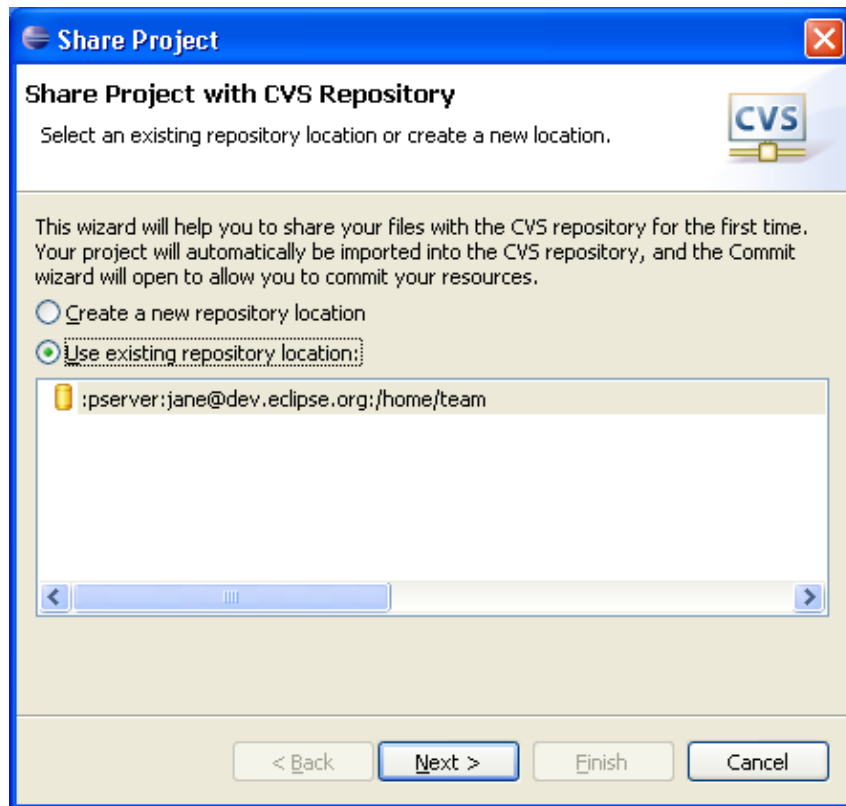 Share Project
Share Project with CVS Repository
Select an existing repository location or create a new location.
CVS
This wizard will help you to share your files with the CVS repository for the first time.
Your project will automatically be imported into the CVS repository, and the Commit
wizard will open to allow you to commit your resources.
Create a new repository location
Use existing repository location:
:pserver:jane@dev.eclipse.org:/home/team
< Back Next > Finish Cancel